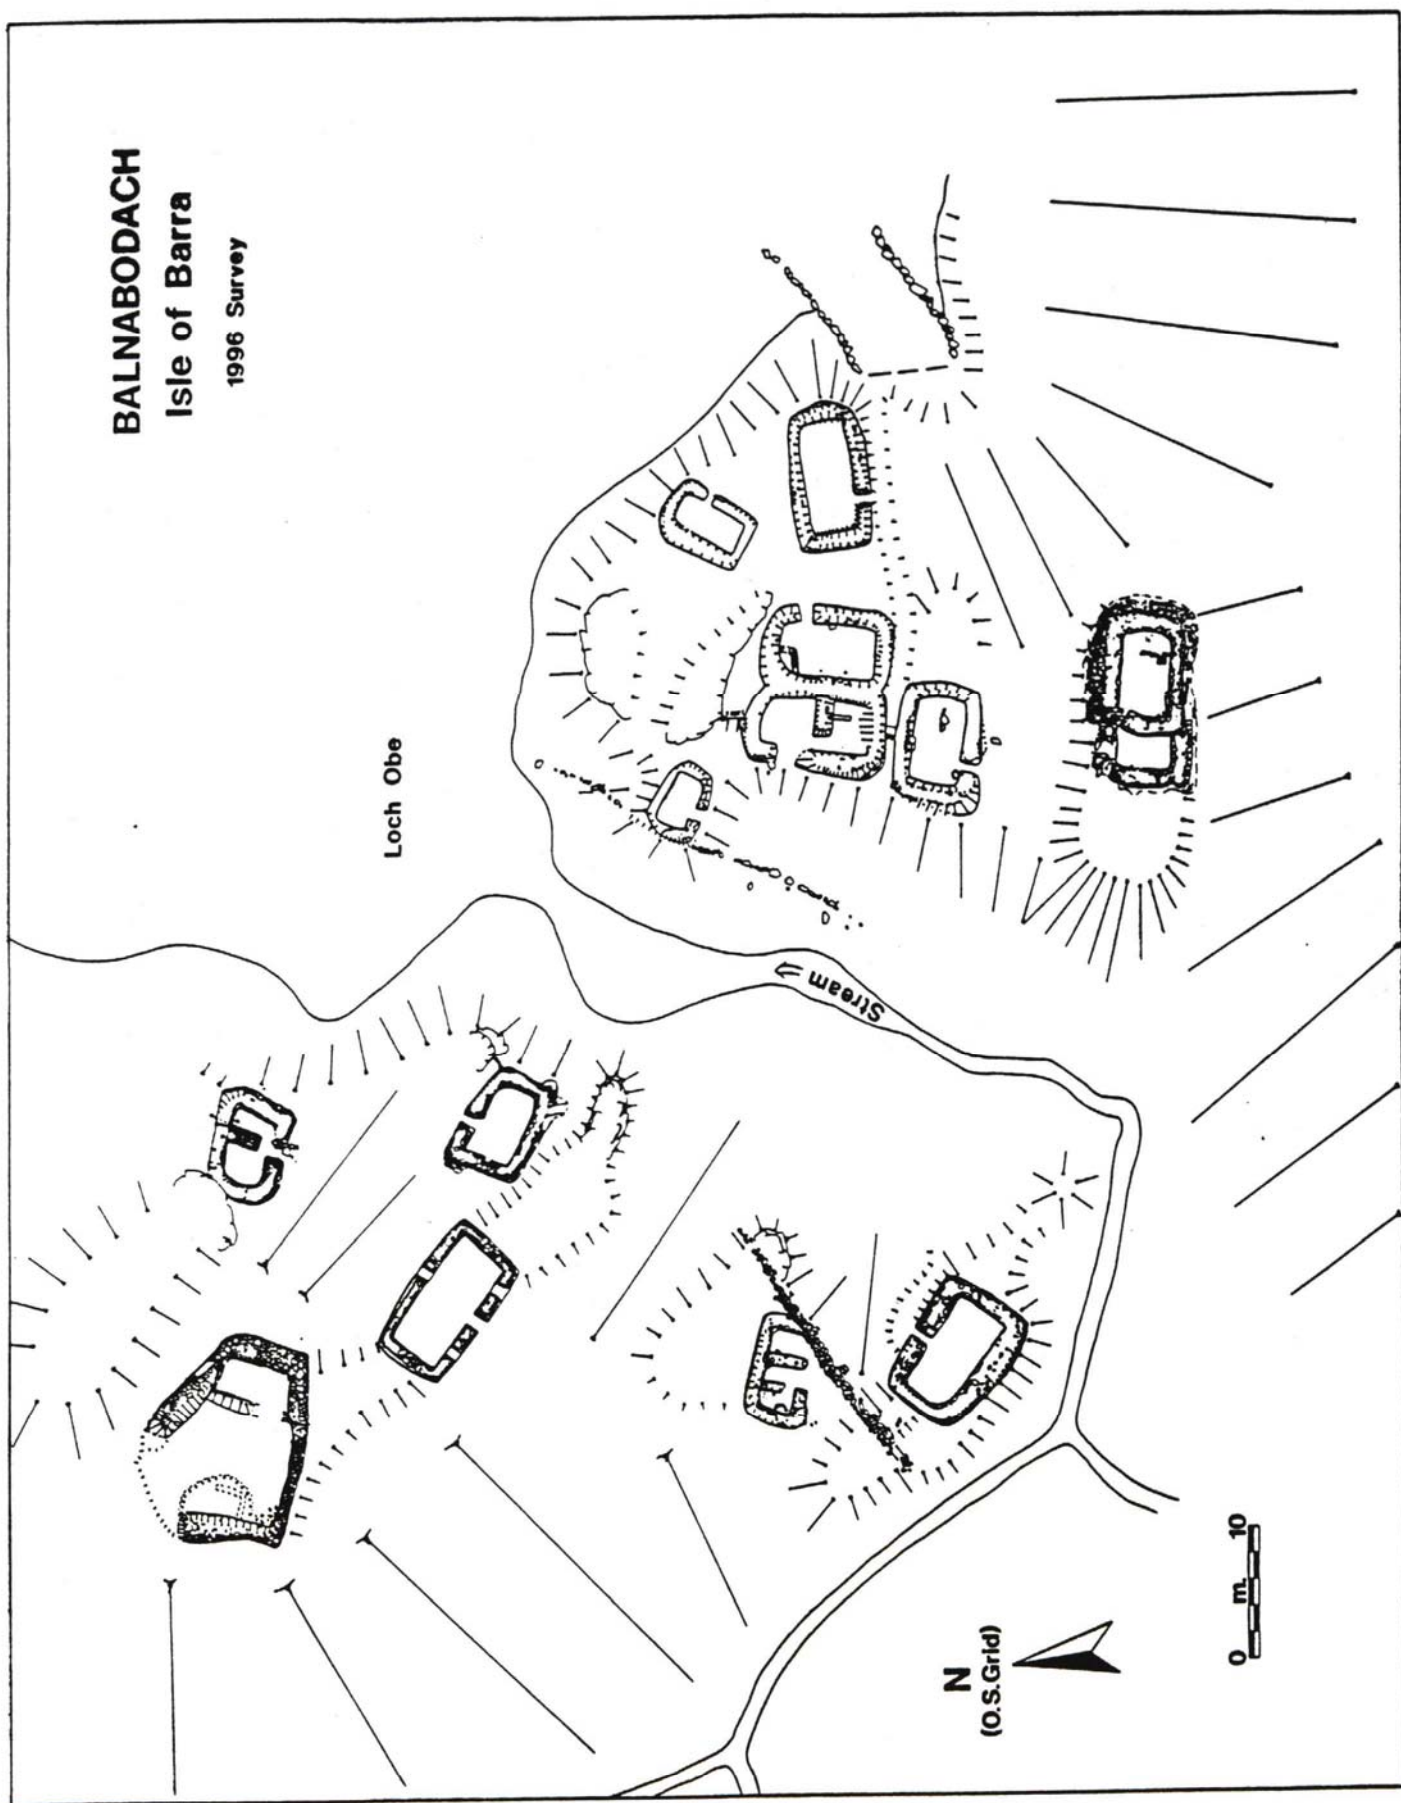 BALNABODACH
Isle of Barra
1996 Survey
Loch Obe
Stream
N
(O.S.Grid)
0 m. 10